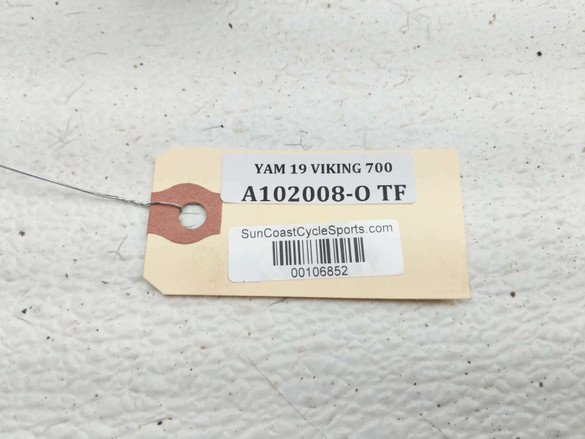 YAM 19 VIKING 700
A102008-O TF
SunCoastCycleSports.com
00106852